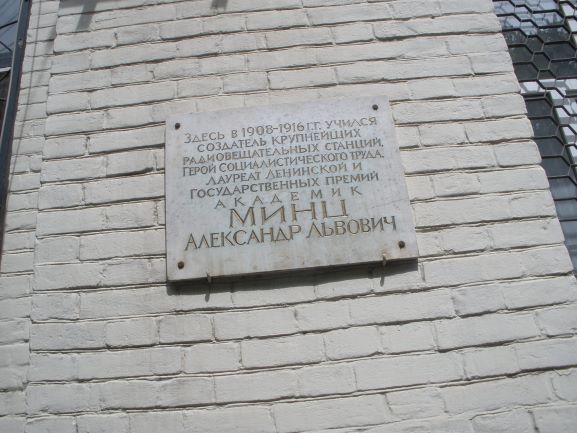 ЗДЕСЬ В 1908-1916 Г.Г. УЧИЛСЯ
СОЗДАТЕЛЬ КРУПНЕЙШИХ
РАДИОВЕЩАТЕЛЬНЫХ СТАНЦИЙ,
ГЕРОЙ СОЦИАЛИСТИЧЕСКОГО ТРУДА,
ЛАУРЕАТ ЛЕНИНСКОЙ И
ГОСУДАРСТВЕННЫХ ПРЕМИЙ
АКАДЕМИК
МИНЦ
АЛЕКСАНДР ЛЬВОВИЧ